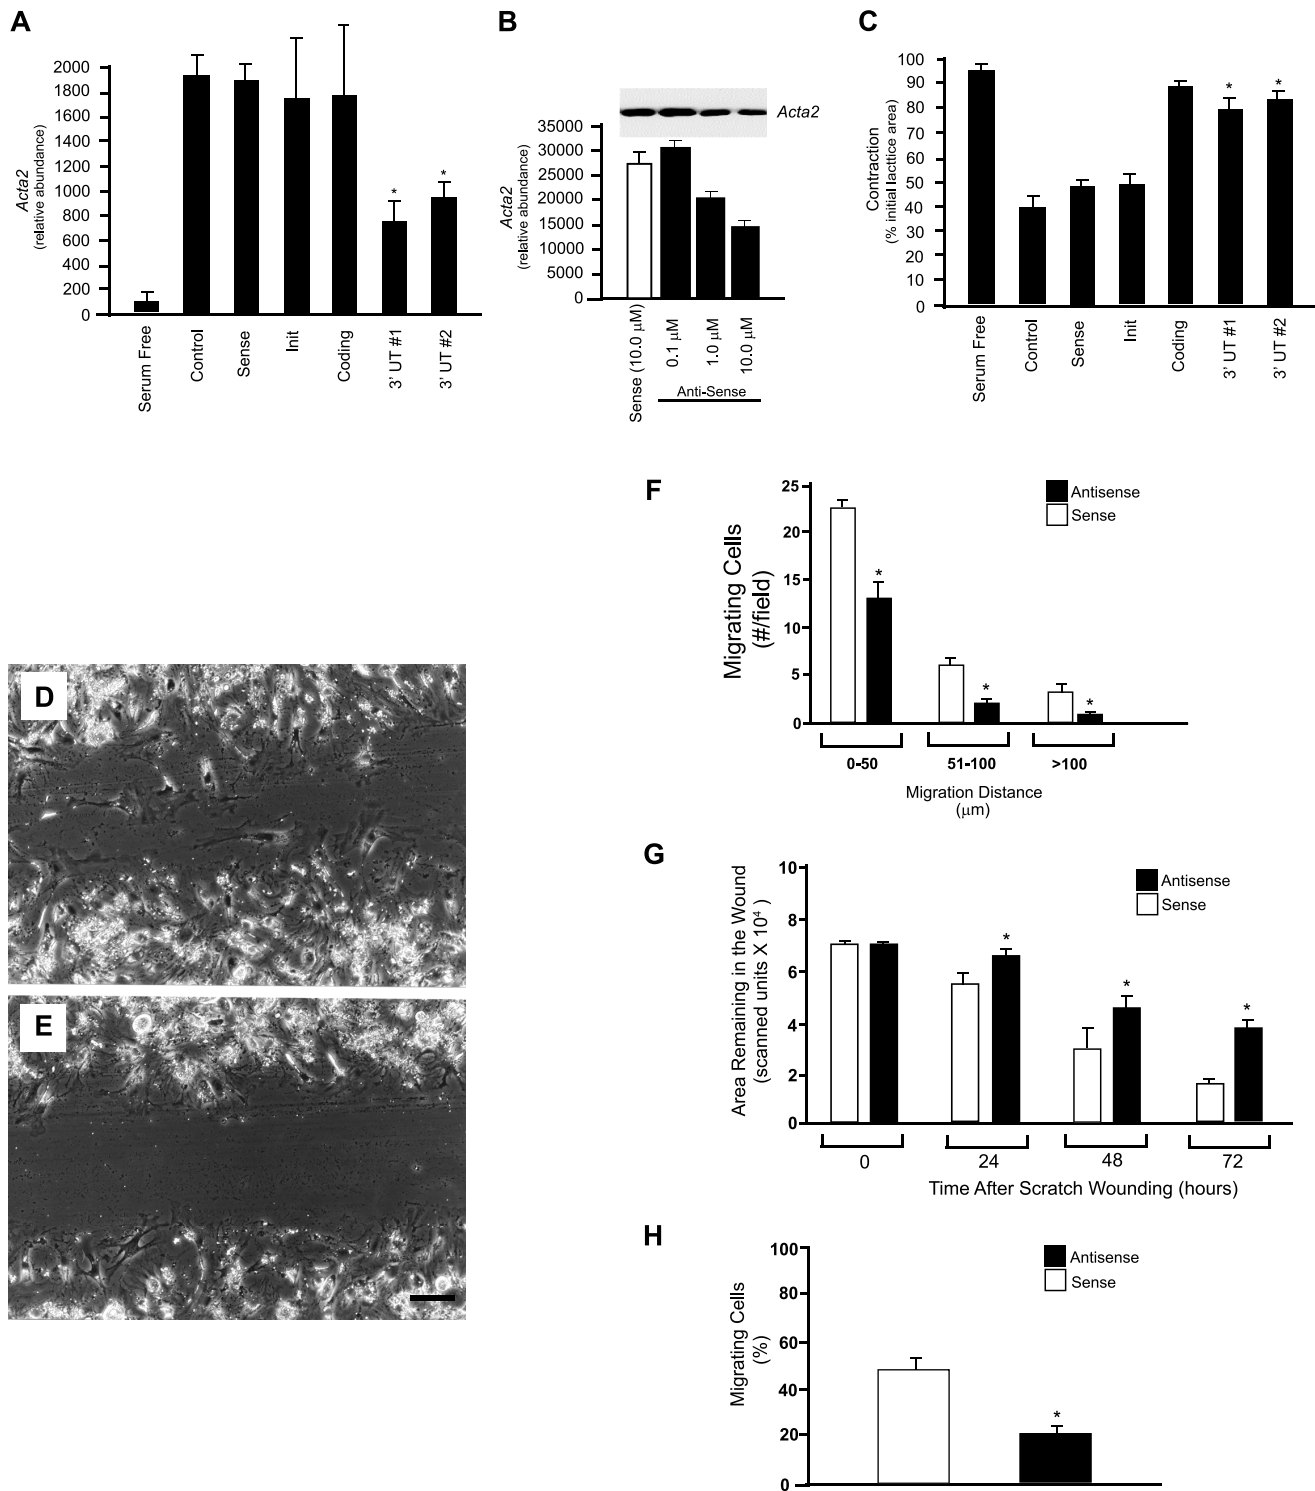 A
Acta2
(relative abundance)
2000
1800
1600
1400
1200
1000
800
600
400
200
0
*
*
Serum Free
Control
Sense
Init
Coding
3' UT #1
3' UT #2
B
Acta2
Acta2
(relative abundance)
35000
30000
25000
20000
15000
10000
5000
0
Sense (10.0 μM)
0.1 μM
1.0 μM
10.0 μM
Anti-Sense
C
Contraction
(% initial lacttice area)
100
90
80
70
60
50
40
30
20
10
0
*
*
Serum Free
Control
Sense
Init
Coding
3' UT #1
3' UT #2
D
E
F
Migrating Cells
(#/field)
25
20
15
10
5
0
Antisense
Sense
*
*
*
0-50
51-100
>100
Migration Distance
(μm)
G
Area Remaining in the Wound
(scanned units X 10⁴ )
10
8
6
4
2
0
Antisense
Sense
*
*
*
0
24
48
72
Time After Scratch Wounding (hours)
H
Migrating Cells
(%)
100
80
60
40
20
0
Antisense
Sense
*